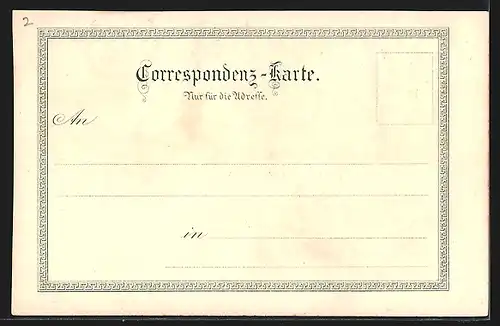 2
Correspondenz-Karte.
Nur für die Adresse.
An
in